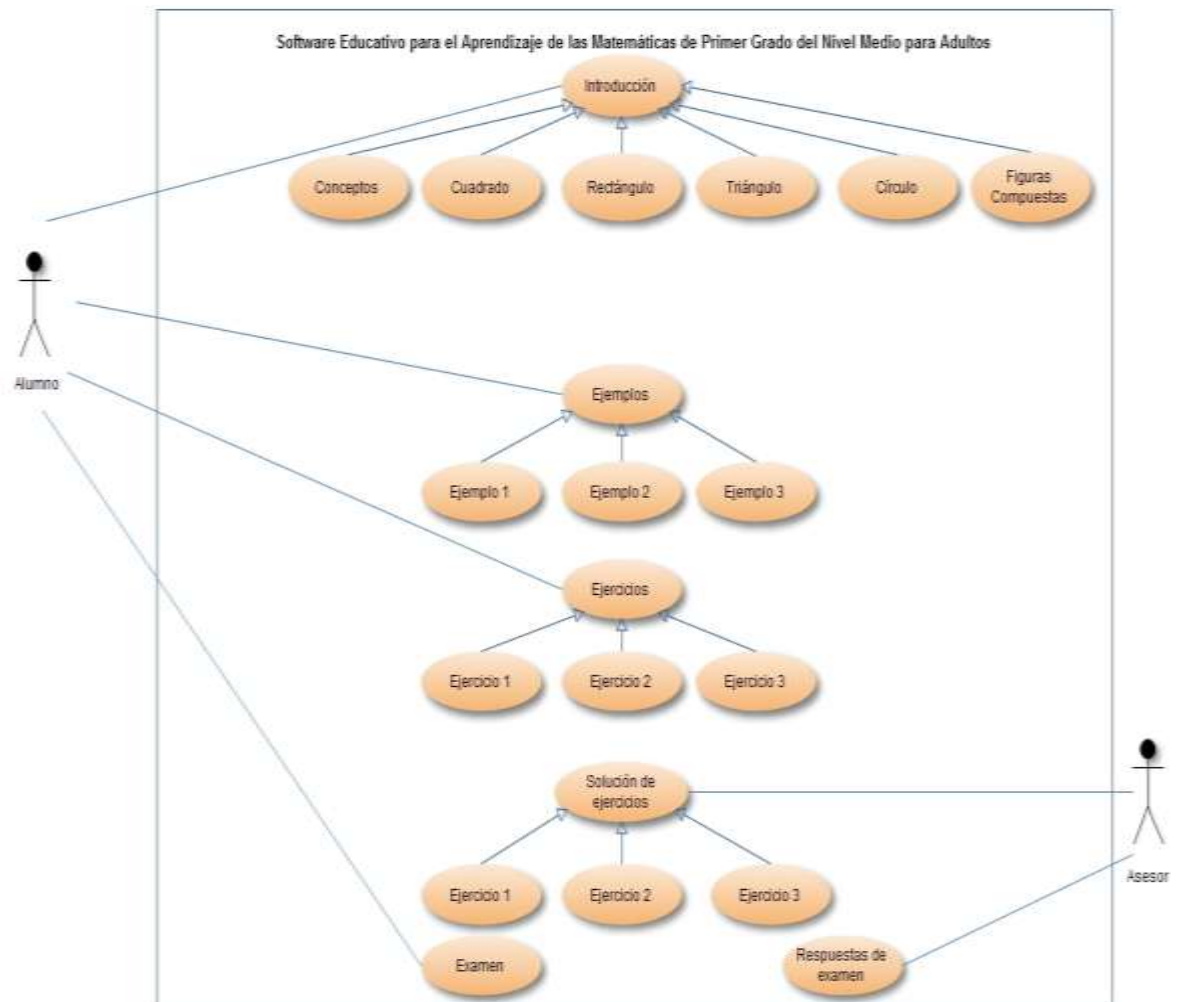 Software Educativo para el Aprendizaje de las Matemáticas de Primer Grado del Nivel Medio para Adultos
Introducción
Conceptos
Cuadrado
Rectángulo
Triángulo
Círculo
Figuras
Compuestas
Alumno
Ejemplos
Ejemplo 1
Ejemplo 2
Ejemplo 3
Ejercicios
Ejercicio 1
Ejercicio 2
Ejercicio 3
Solución de
ejercicios
Ejercicio 1
Ejercicio 2
Ejercicio 3
Asesor
Examen
Respuestas de
examen